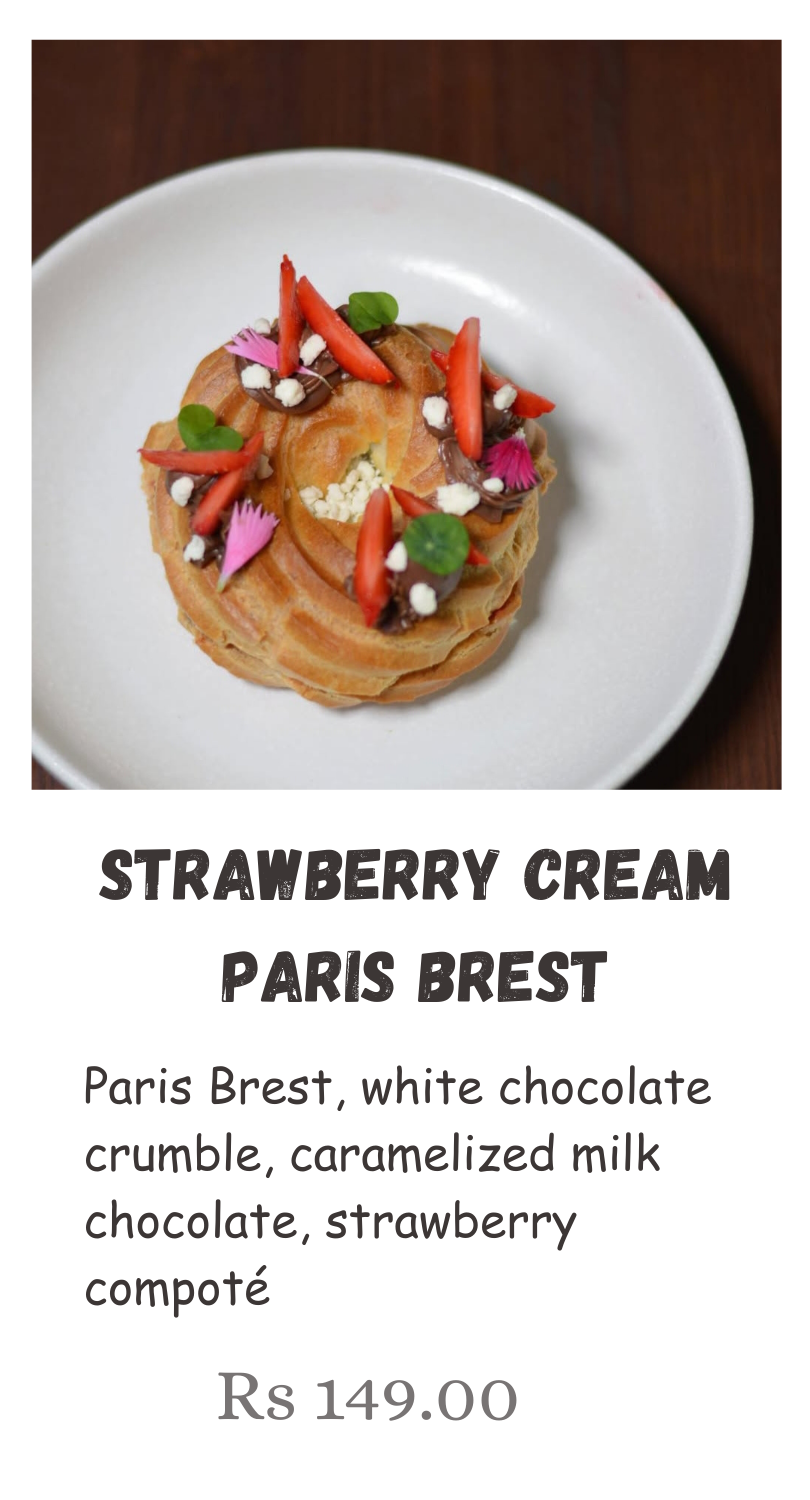 STRAWBERRY CREAM
PARIS BREST
Paris Brest, white chocolate
crumble, caramelized milk
chocolate, strawberry
compoté
Rs 149.00